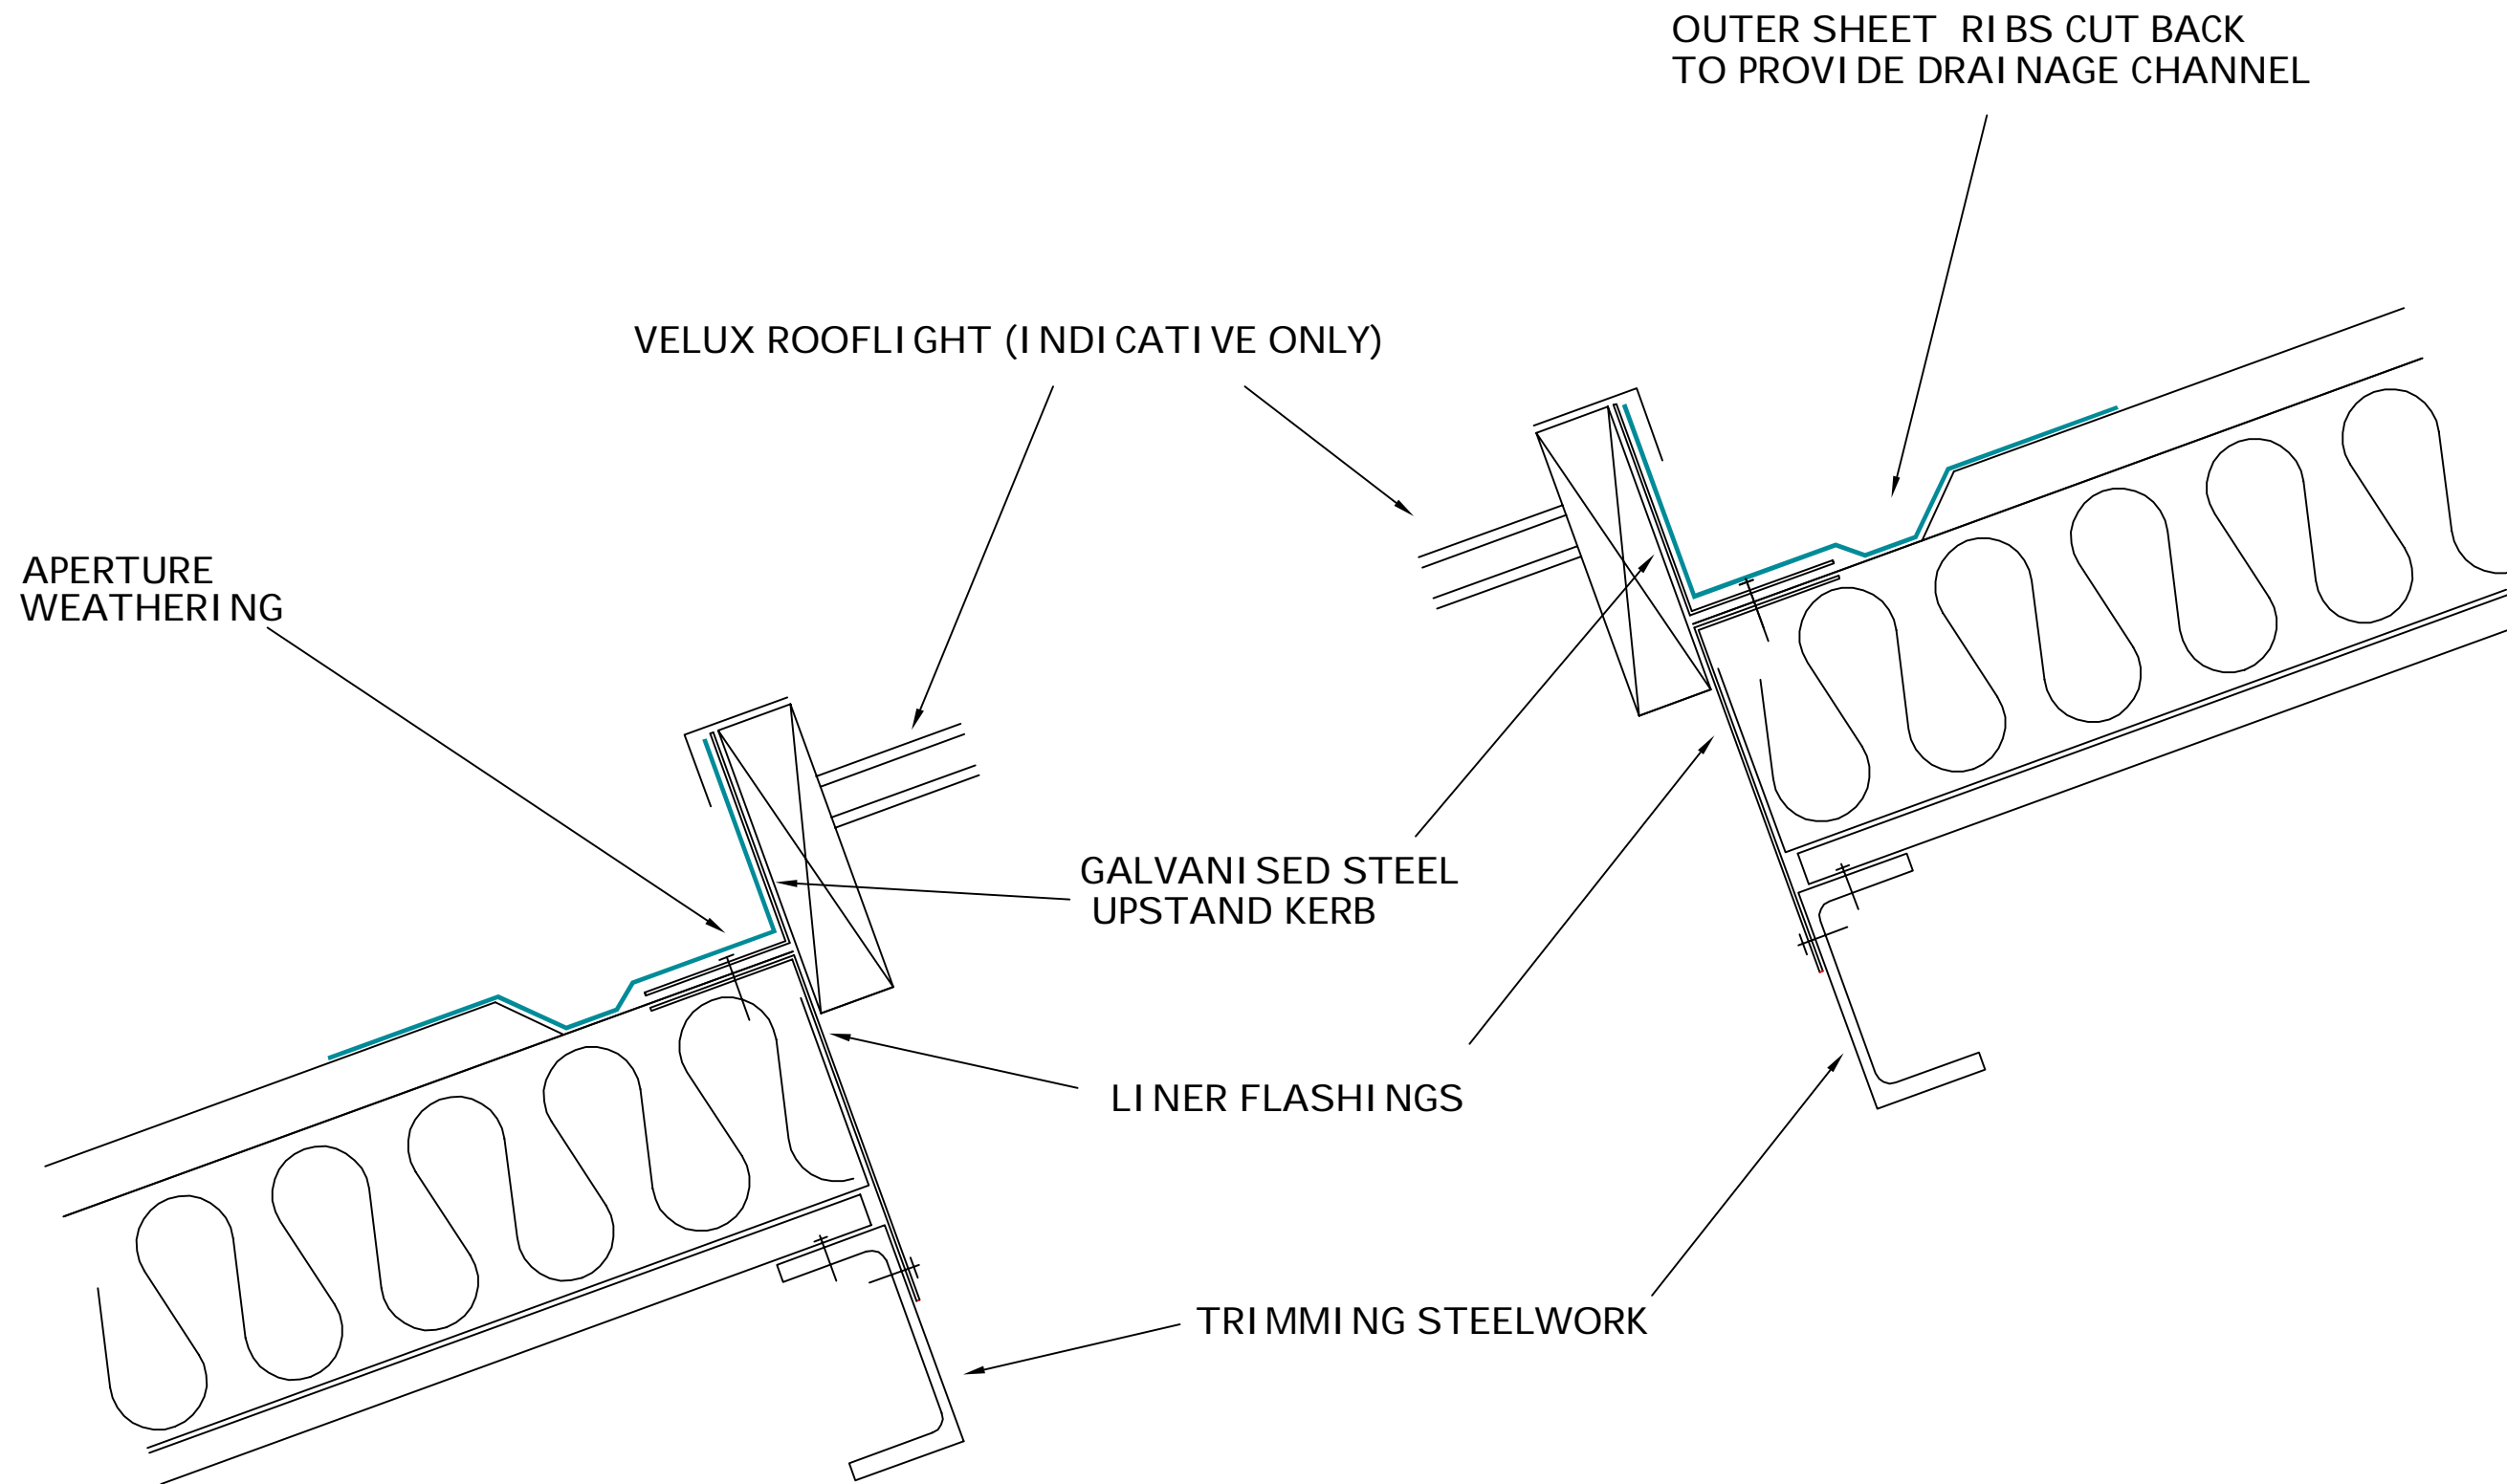 OUTER SHEET RIBS CUT BACK
TO PROVIDE DRAINAGE CHANNEL
VELUX ROOFLIGHT (INDICATIVE ONLY)
APERTURE
WEATHERING
GALVANISED STEEL
UPSTAND KERB
LINER FLASHINGS
TRIMMING STEELWORK